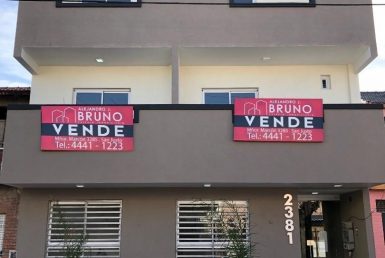 ALEJANDRO J.
BRUNO
VENDE
Tel.: 4441 - 1223
ALEJANDRO J.
BRUNO
VENDE
Tel.: 4441 - 1223
2381